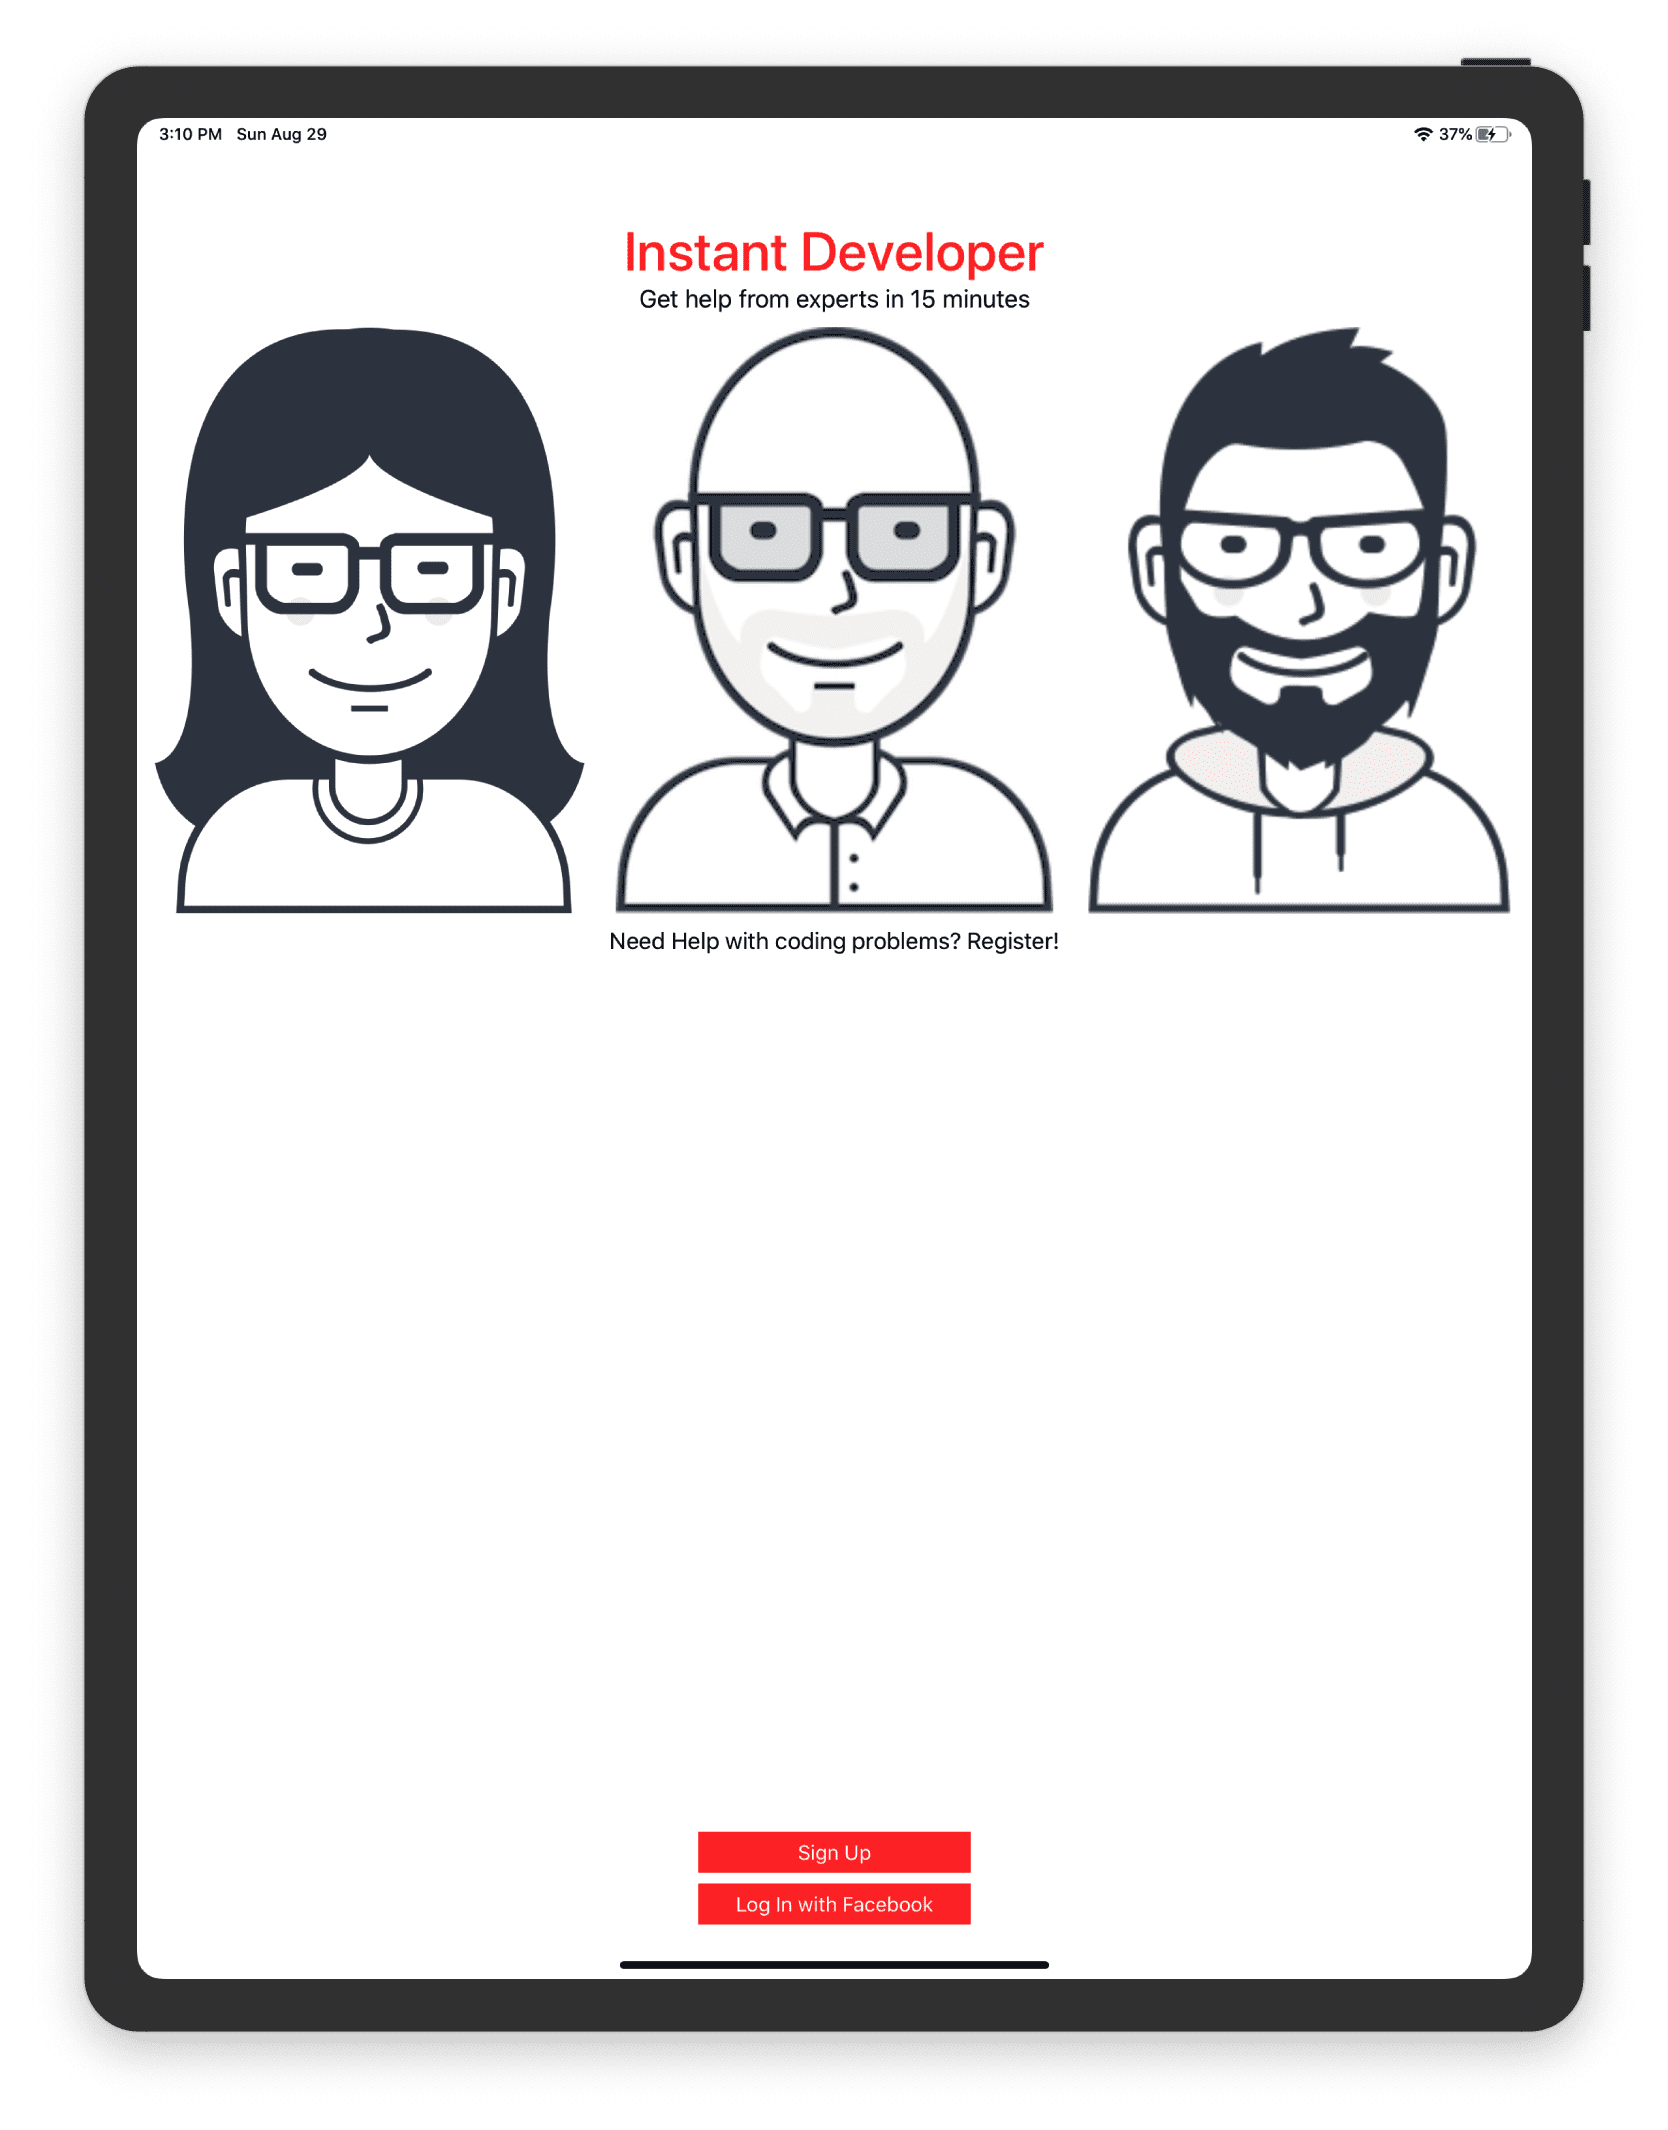 3:10 PM Sun Aug 29 37%
Instant Developer
Get help from experts in 15 minutes
Need Help with coding problems? Register!
Sign Up
Log In with Facebook